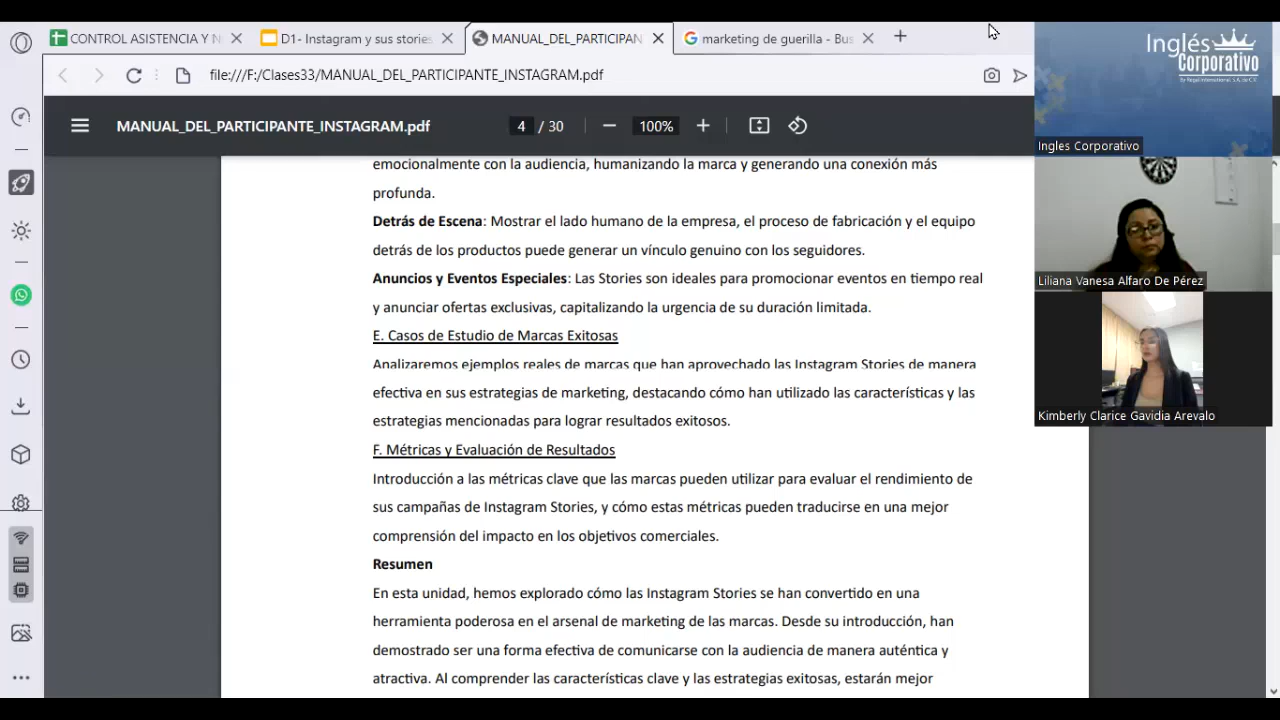 CONTROL ASISTENCIA Y N
D1- Instagram y sus stories
MANUAL_DEL_PARTICIPAN
marketing de guerilla - Bus
file:///F:/Clases33/MANUAL_DEL_PARTICIPANTE_INSTAGRAM.pdf
MANUAL_DEL_PARTICIPANTE_INSTAGRAM.pdf
4 / 30
100%
emocionalmente con la audiencia, humanizando la marca y generando una conexión más
profunda.
Detrás de Escena: Mostrar el lado humano de la empresa, el proceso de fabricación y el equipo
detrás de los productos puede generar un vínculo genuino con los seguidores.
Anuncios y Eventos Especiales: Las Stories son ideales para promocionar eventos en tiempo real
y anunciar ofertas exclusivas, capitalizando la urgencia de su duración limitada.
E. Casos de Estudio de Marcas Exitosas
Analizaremos ejemplos reales de marcas que han aprovechado las Instagram Stories de manera
efectiva en sus estrategias de marketing, destacando cómo han utilizado las características y las
estrategias mencionadas para lograr resultados exitosos.
F. Métricas y Evaluación de Resultados
Introducción a las métricas clave que las marcas pueden utilizar para evaluar el rendimiento de
sus campañas de Instagram Stories, y cómo estas métricas pueden traducirse en una mejor
comprensión del impacto en los objetivos comerciales.
Resumen
En esta unidad, hemos explorado cómo las Instagram Stories se han convertido en una
herramienta poderosa en el arsenal de marketing de las marcas. Desde su introducción, han
demostrado ser una forma efectiva de comunicarse con la audiencia de manera auténtica y
atractiva. Al comprender las características clave y las estrategias exitosas, estarán mejor
Inglés
Corporativo
Ingles Corporativo
Liliana Vanesa Alfaro De Pérez
Kimberly Clarice Gavidia Arevalo